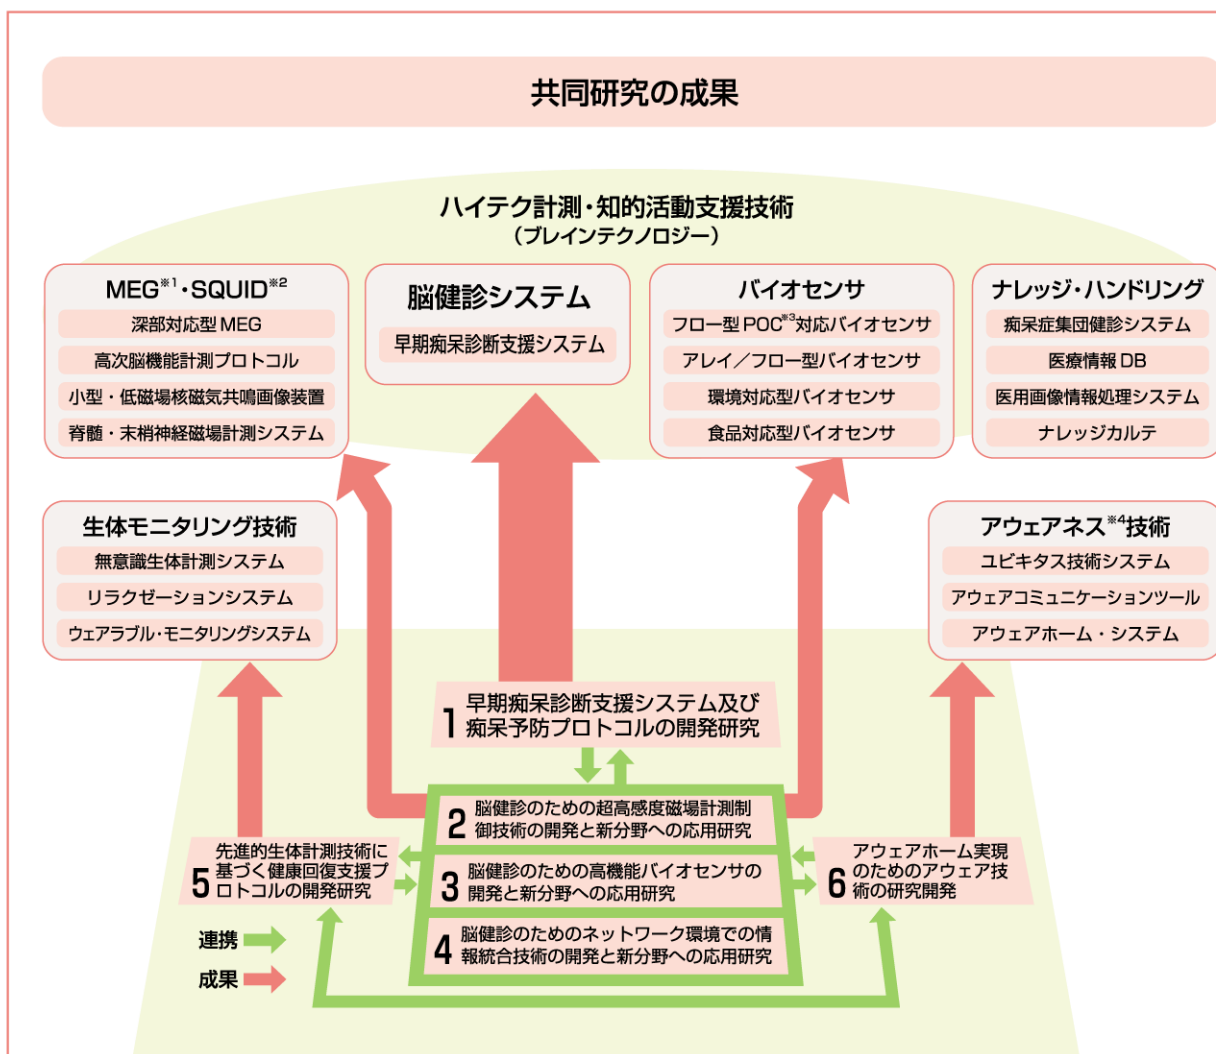 共同研究の成果
ハイテク計測・知的活動支援技術
（ブレインテクノロジー）
MEG※1・SQUID※2
深部対応型 MEG
高次脳機能計測プロトコル
小型・低磁場核磁気共鳴画像装置
脊髄・末梢神経磁場計測システム
脳健診システム
早期痴呆診断支援システム
バイオセンサ
フロー型 POC※3対応バイオセンサ
アレイ／フロー型バイオセンサ
環境対応型バイオセンサ
食品対応型バイオセンサ
ナレッジ・ハンドリング
痴呆症集団健診システム
医療情報 DB
医用画像情報処理システム
ナレッジカルテ
生体モニタリング技術
無意識生体計測システム
リラクゼーションシステム
ウェアラブル・モニタリングシステム
アウェアネス※4技術
ユビキタス技術システム
アウェアコミュニケーションツール
アウェアホーム・システム
1 早期痴呆診断支援システム及び
痴呆予防プロトコルの開発研究
2 脳健診のための超高感度磁場計測制
御技術の開発と新分野への応用研究
3 脳健診のための高機能バイオセンサの
開発と新分野への応用研究
4 脳健診のためのネットワーク環境での情
報統合技術の開発と新分野への応用研究
5 先進的生体計測技術に
基づく健康回復支援プ
ロトコルの開発研究
6 アウェアホーム実現
のためのアウェア技
術の研究開発
連携
成果